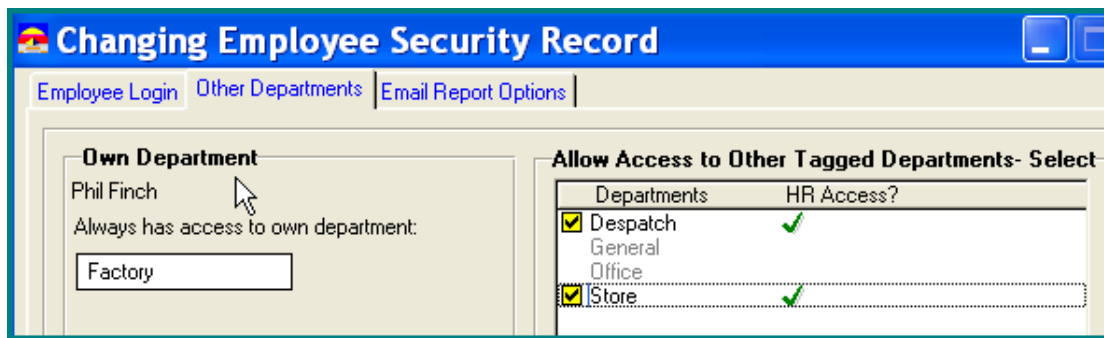 Changing Employee Security Record
Employee Login Other Departments Email Report Options
Own Department
Phil Finch
Always has access to own department:
Factory
Allow Access to Other Tagged Departments- Select
Departments HR Access?
Despatch
General
Office
Store